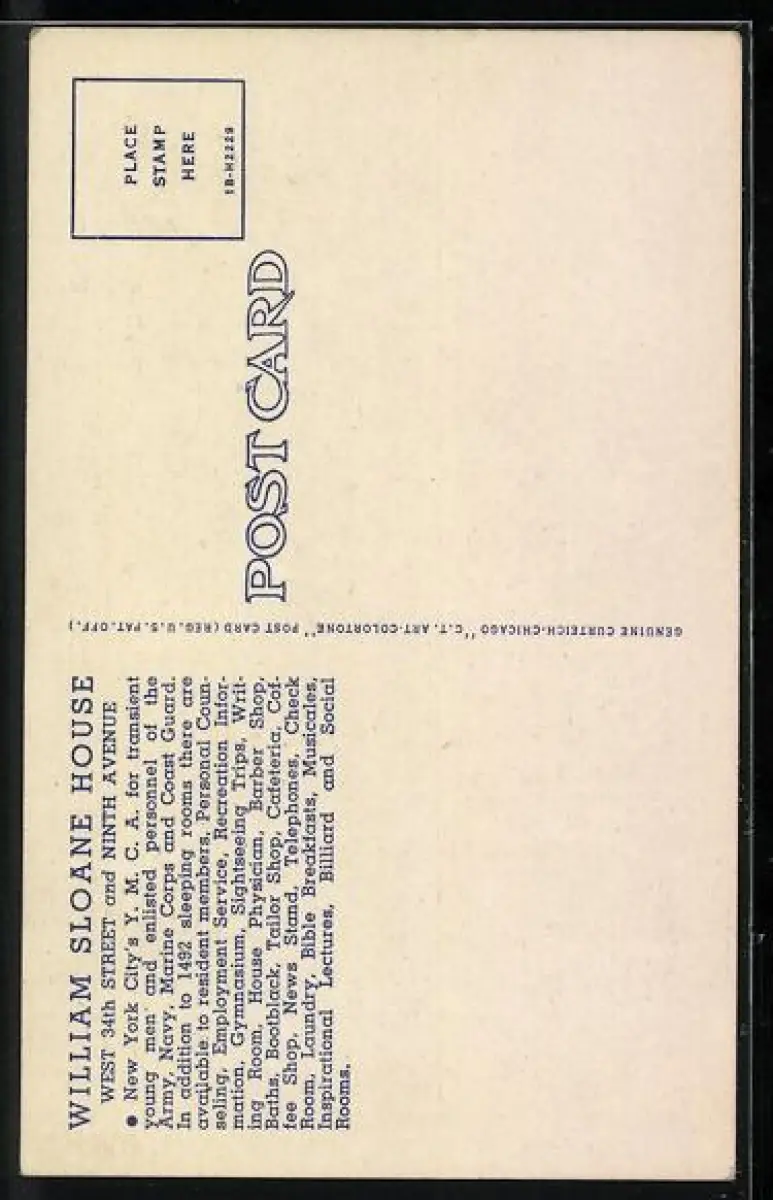 WILLIAM SLOANE HOUSE
WEST 34th STREET and NINTH AVENUE
● New York City's Y. M. C. A. for transient
young men and enlisted personnel of the
Army, Navy, Marine Corps and Coast Guard.
In addition to 1492 sleeping rooms there are
available to resident members, Personal Coun-
seling, Employment Service, Recreation Infor-
mation, Gymnasium, Sightseeing Trips, Writ-
ing Room, House Physician, Barber Shop,
Baths, Bootblack, Tailor Shop, Cafeteria, Cof-
fee Shop, News Stand, Telephones, Check
Room, Laundry, Bible Breakfasts, Musicales,
Inspirational Lectures, Billiard and Social
Rooms.
GENUINE CURTEICH-CHICAGO "C.T. ART-COLORTONE" POST CARD (REG. U.S. PAT. OFF.)
POST CARD
PLACE
STAMP
HERE
1B-H2229